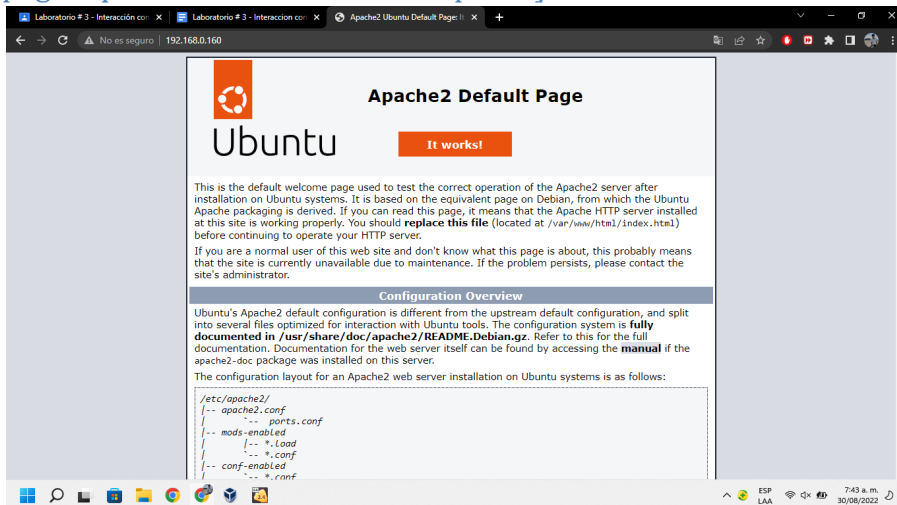 Laboratorio # 3 - Interacción con
Laboratorio # 3 - Interaccion con
Apache2 Ubuntu Default Page: It
No es seguro | 192.168.0.160
Apache2 Default Page
Ubuntu
It works!
This is the default welcome page used to test the correct operation of the Apache2 server after
installation on Ubuntu systems. It is based on the equivalent page on Debian, from which the Ubuntu
Apache packaging is derived. If you can read this page, it means that the Apache HTTP server installed
at this site is working properly. You should replace this file (located at /var/www/html/index.html)
before continuing to operate your HTTP server.
If you are a normal user of this web site and don't know what this page is about, this probably means
that the site is currently unavailable due to maintenance. If the problem persists, please contact the
site's administrator.
Configuration Overview
Ubuntu's Apache2 default configuration is different from the upstream default configuration, and split
into several files optimized for interaction with Ubuntu tools. The configuration system is fully
documented in /usr/share/doc/apache2/README.Debian.gz. Refer to this for the full
documentation. Documentation for the web server itself can be found by accessing the manual if the
apache2-doc package was installed on this server.
The configuration layout for an Apache2 web server installation on Ubuntu systems is as follows:
/etc/apache2/
|-- apache2.conf
|       `--  ports.conf
|-- mods-enabled
|       |-- *.load
|       `-- *.conf
|-- conf-enabled
|       `-- *.conf
ESP
LAA
7:43 a. m.
30/08/2022